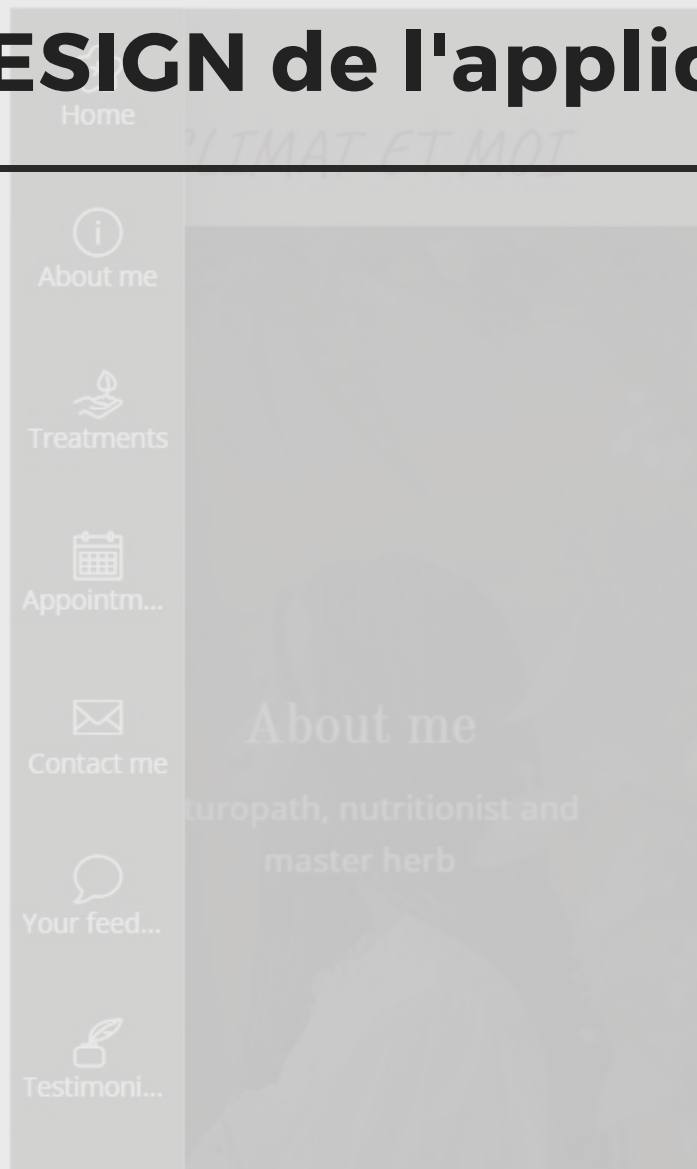 ESIGN de l'applic
Home
CLIMAT ET MOI
About me
Treatments
Appointm...
About me
Contact me
turopath, nutritionist and
master herb
Your feed...
Testimoni...